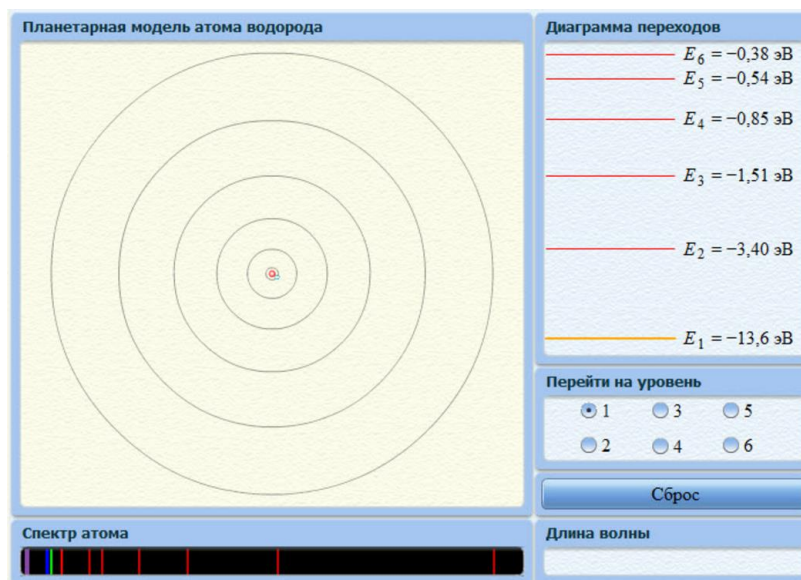 Планетарная модель атома водорода
Диаграмма переходов
E6 = −0,38 эВ
E5 = −0,54 эВ
E4 = −0,85 эВ
E3 = −1,51 эВ
E2 = −3,40 эВ
E1 = −13,6 эВ
Перейти на уровень
1 3 5
2 4 6
Сброс
Спектр атома
Длина волны